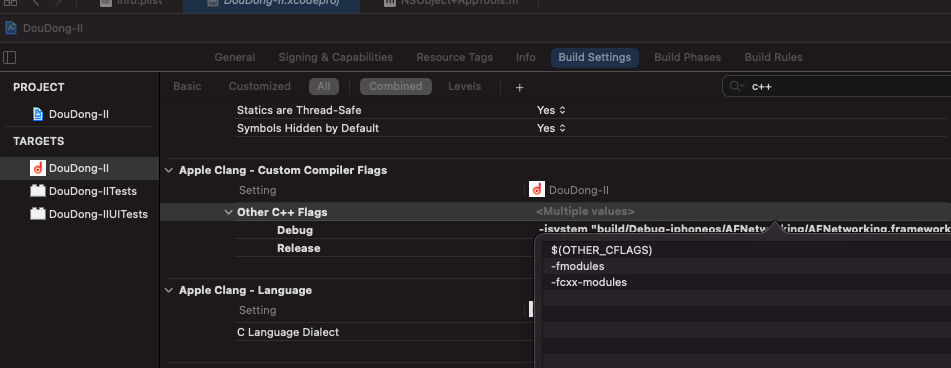 Info.plist
DouDong-II.xcodeproj
NSObject+AppTools.m
DouDong-II
General Signing & Capabilities Resource Tags Info Build Settings Build Phases Build Rules
PROJECT
Basic Customized All Combined Levels + c++
DouDong-II
TARGETS
DouDong-II
DouDong-IITests
DouDong-IIUITests
Statics are Thread-Safe Yes
Symbols Hidden by Default Yes
Apple Clang - Custom Compiler Flags
Setting DouDong-II
Other C++ Flags <Multiple values>
Debug -isystem "build/Debug-iphoneos/AFNetworking/AFNetworking.framework
Release
$(OTHER_CFLAGS)
-fmodules
-fcxx-modules
Apple Clang - Language
Setting
C Language Dialect